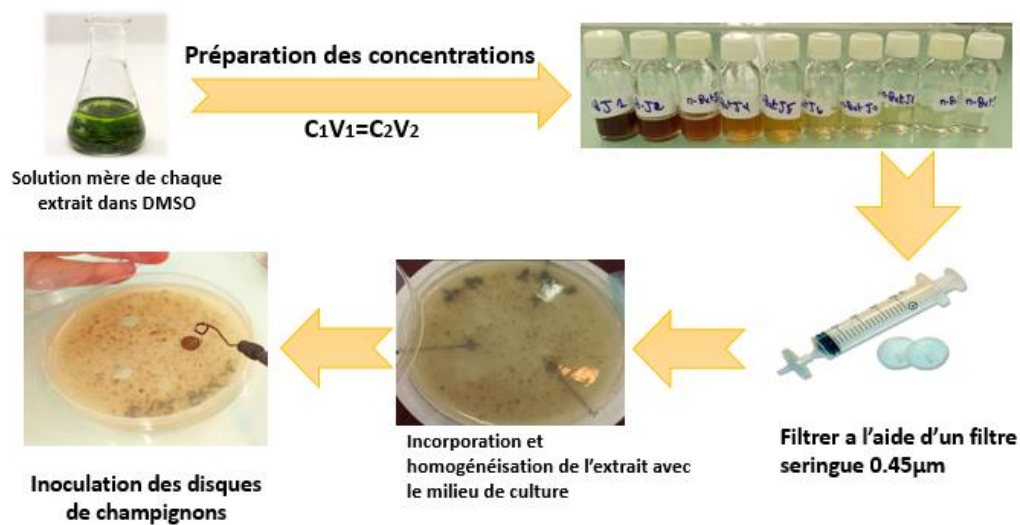 Préparation des concentrations
C₁V₁=C₂V₂
Solution mère de chaque
extrait dans DMSO
Filtrer a l'aide d'un filtre
seringue 0.45µm
Incorporation et
homogénéisation de l'extrait avec
le milieu de culture
Inoculation des disques
de champignons